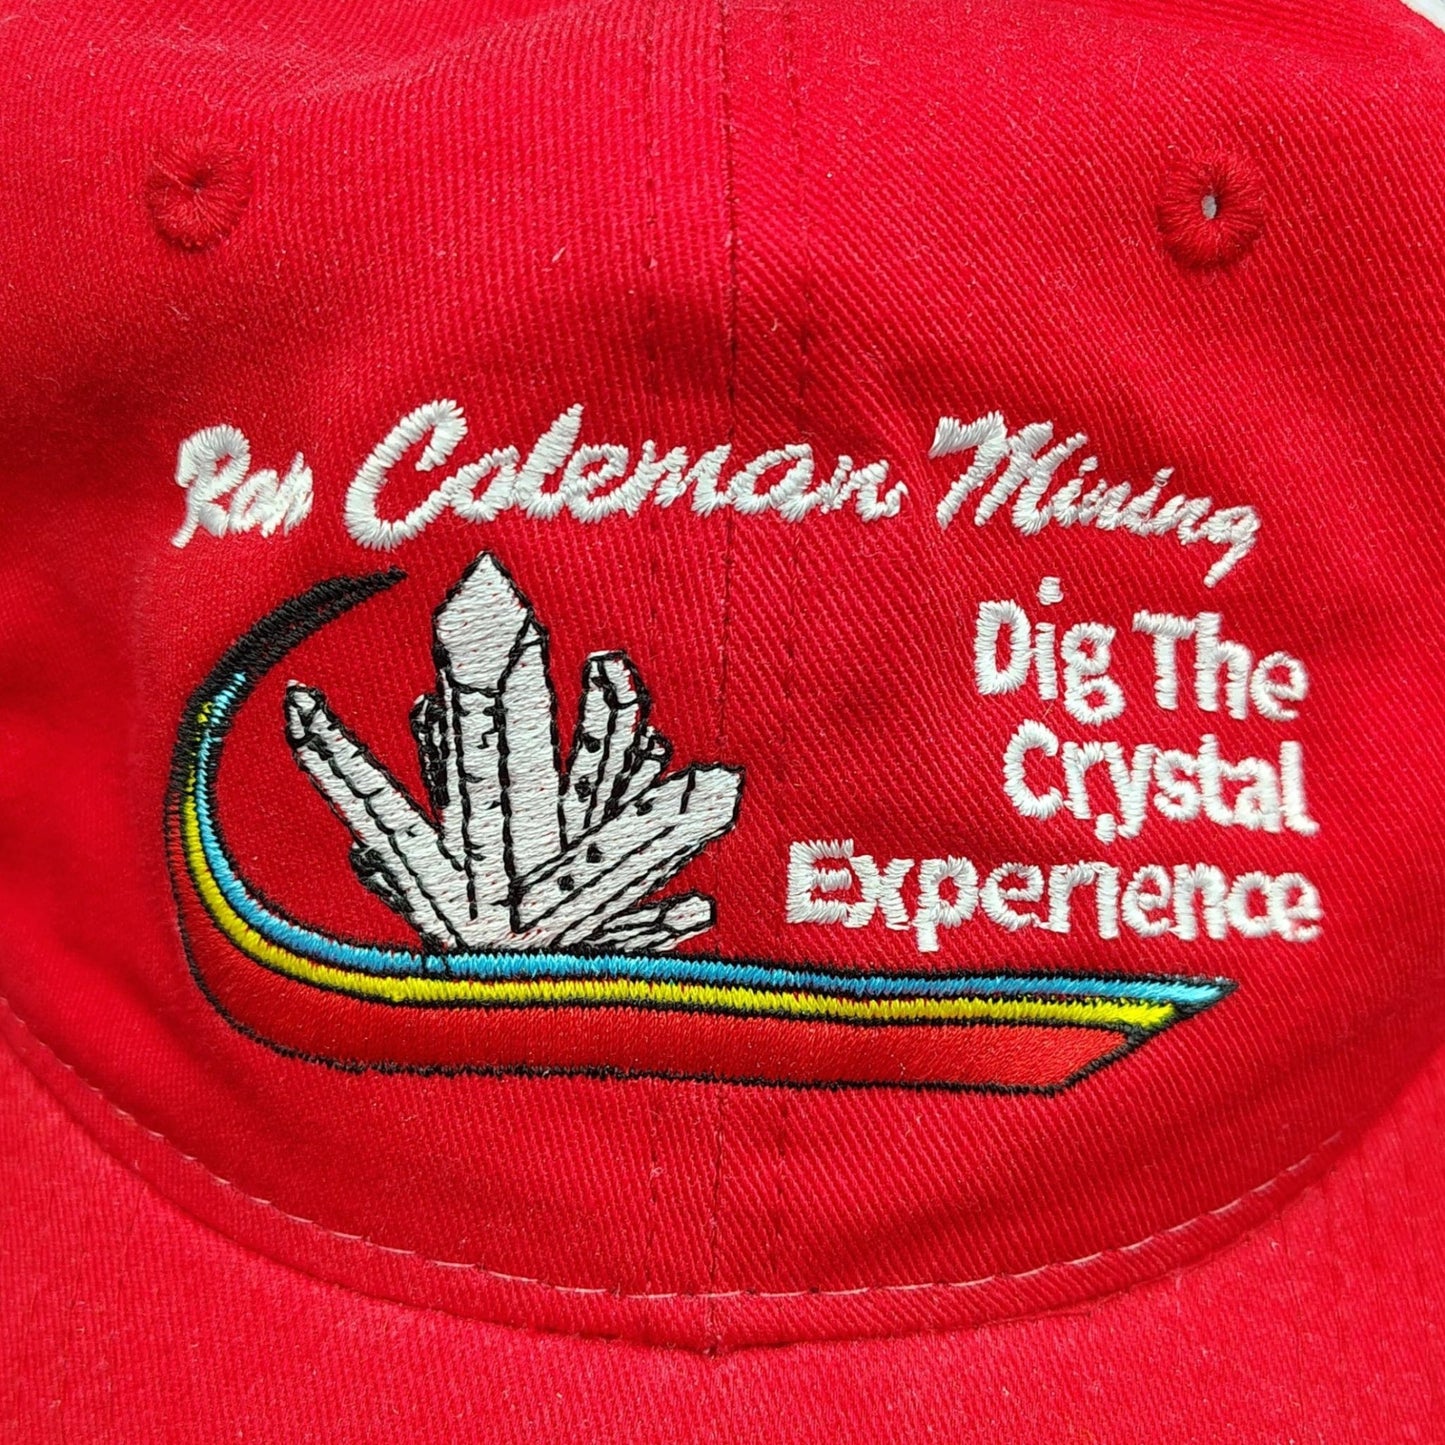 Ron Coleman Mining
Dig The
Crystal
Experience